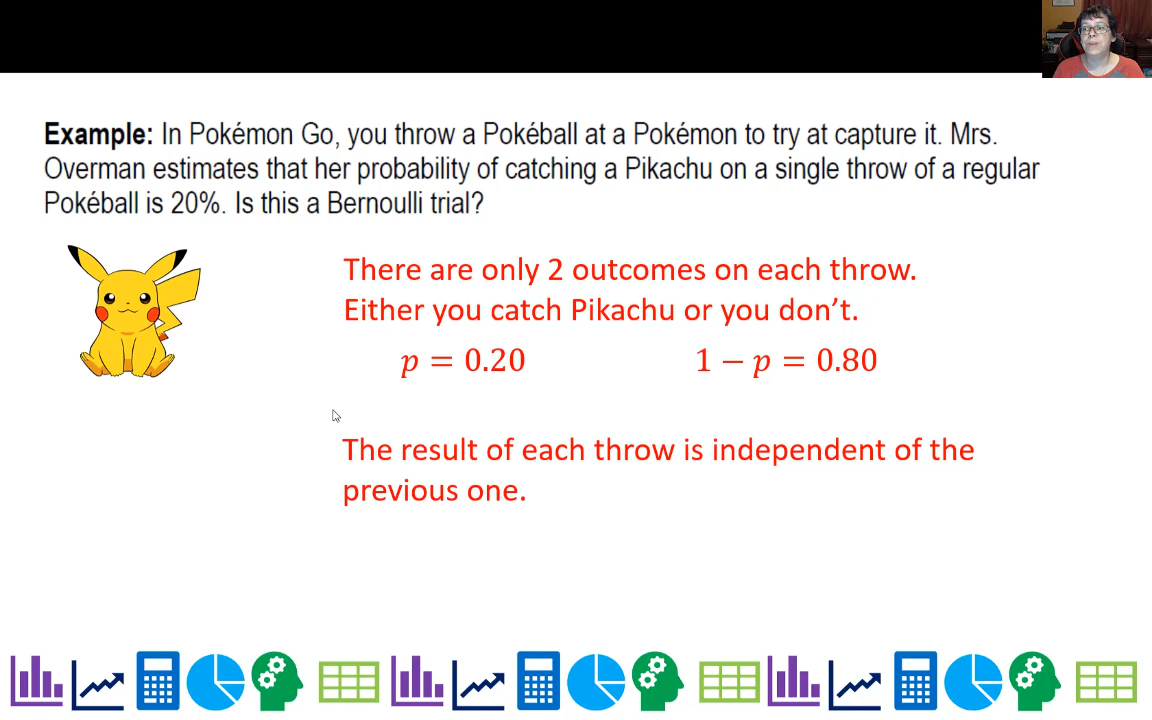 Example: In Pokémon Go, you throw a Pokéball at a Pokémon to try at capture it. Mrs.
Overman estimates that her probability of catching a Pikachu on a single throw of a regular
Pokéball is 20%. Is this a Bernoulli trial?
There are only 2 outcomes on each throw.
Either you catch Pikachu or you don’t.
p = 0.20
1 − p = 0.80
The result of each throw is independent of the
previous one.